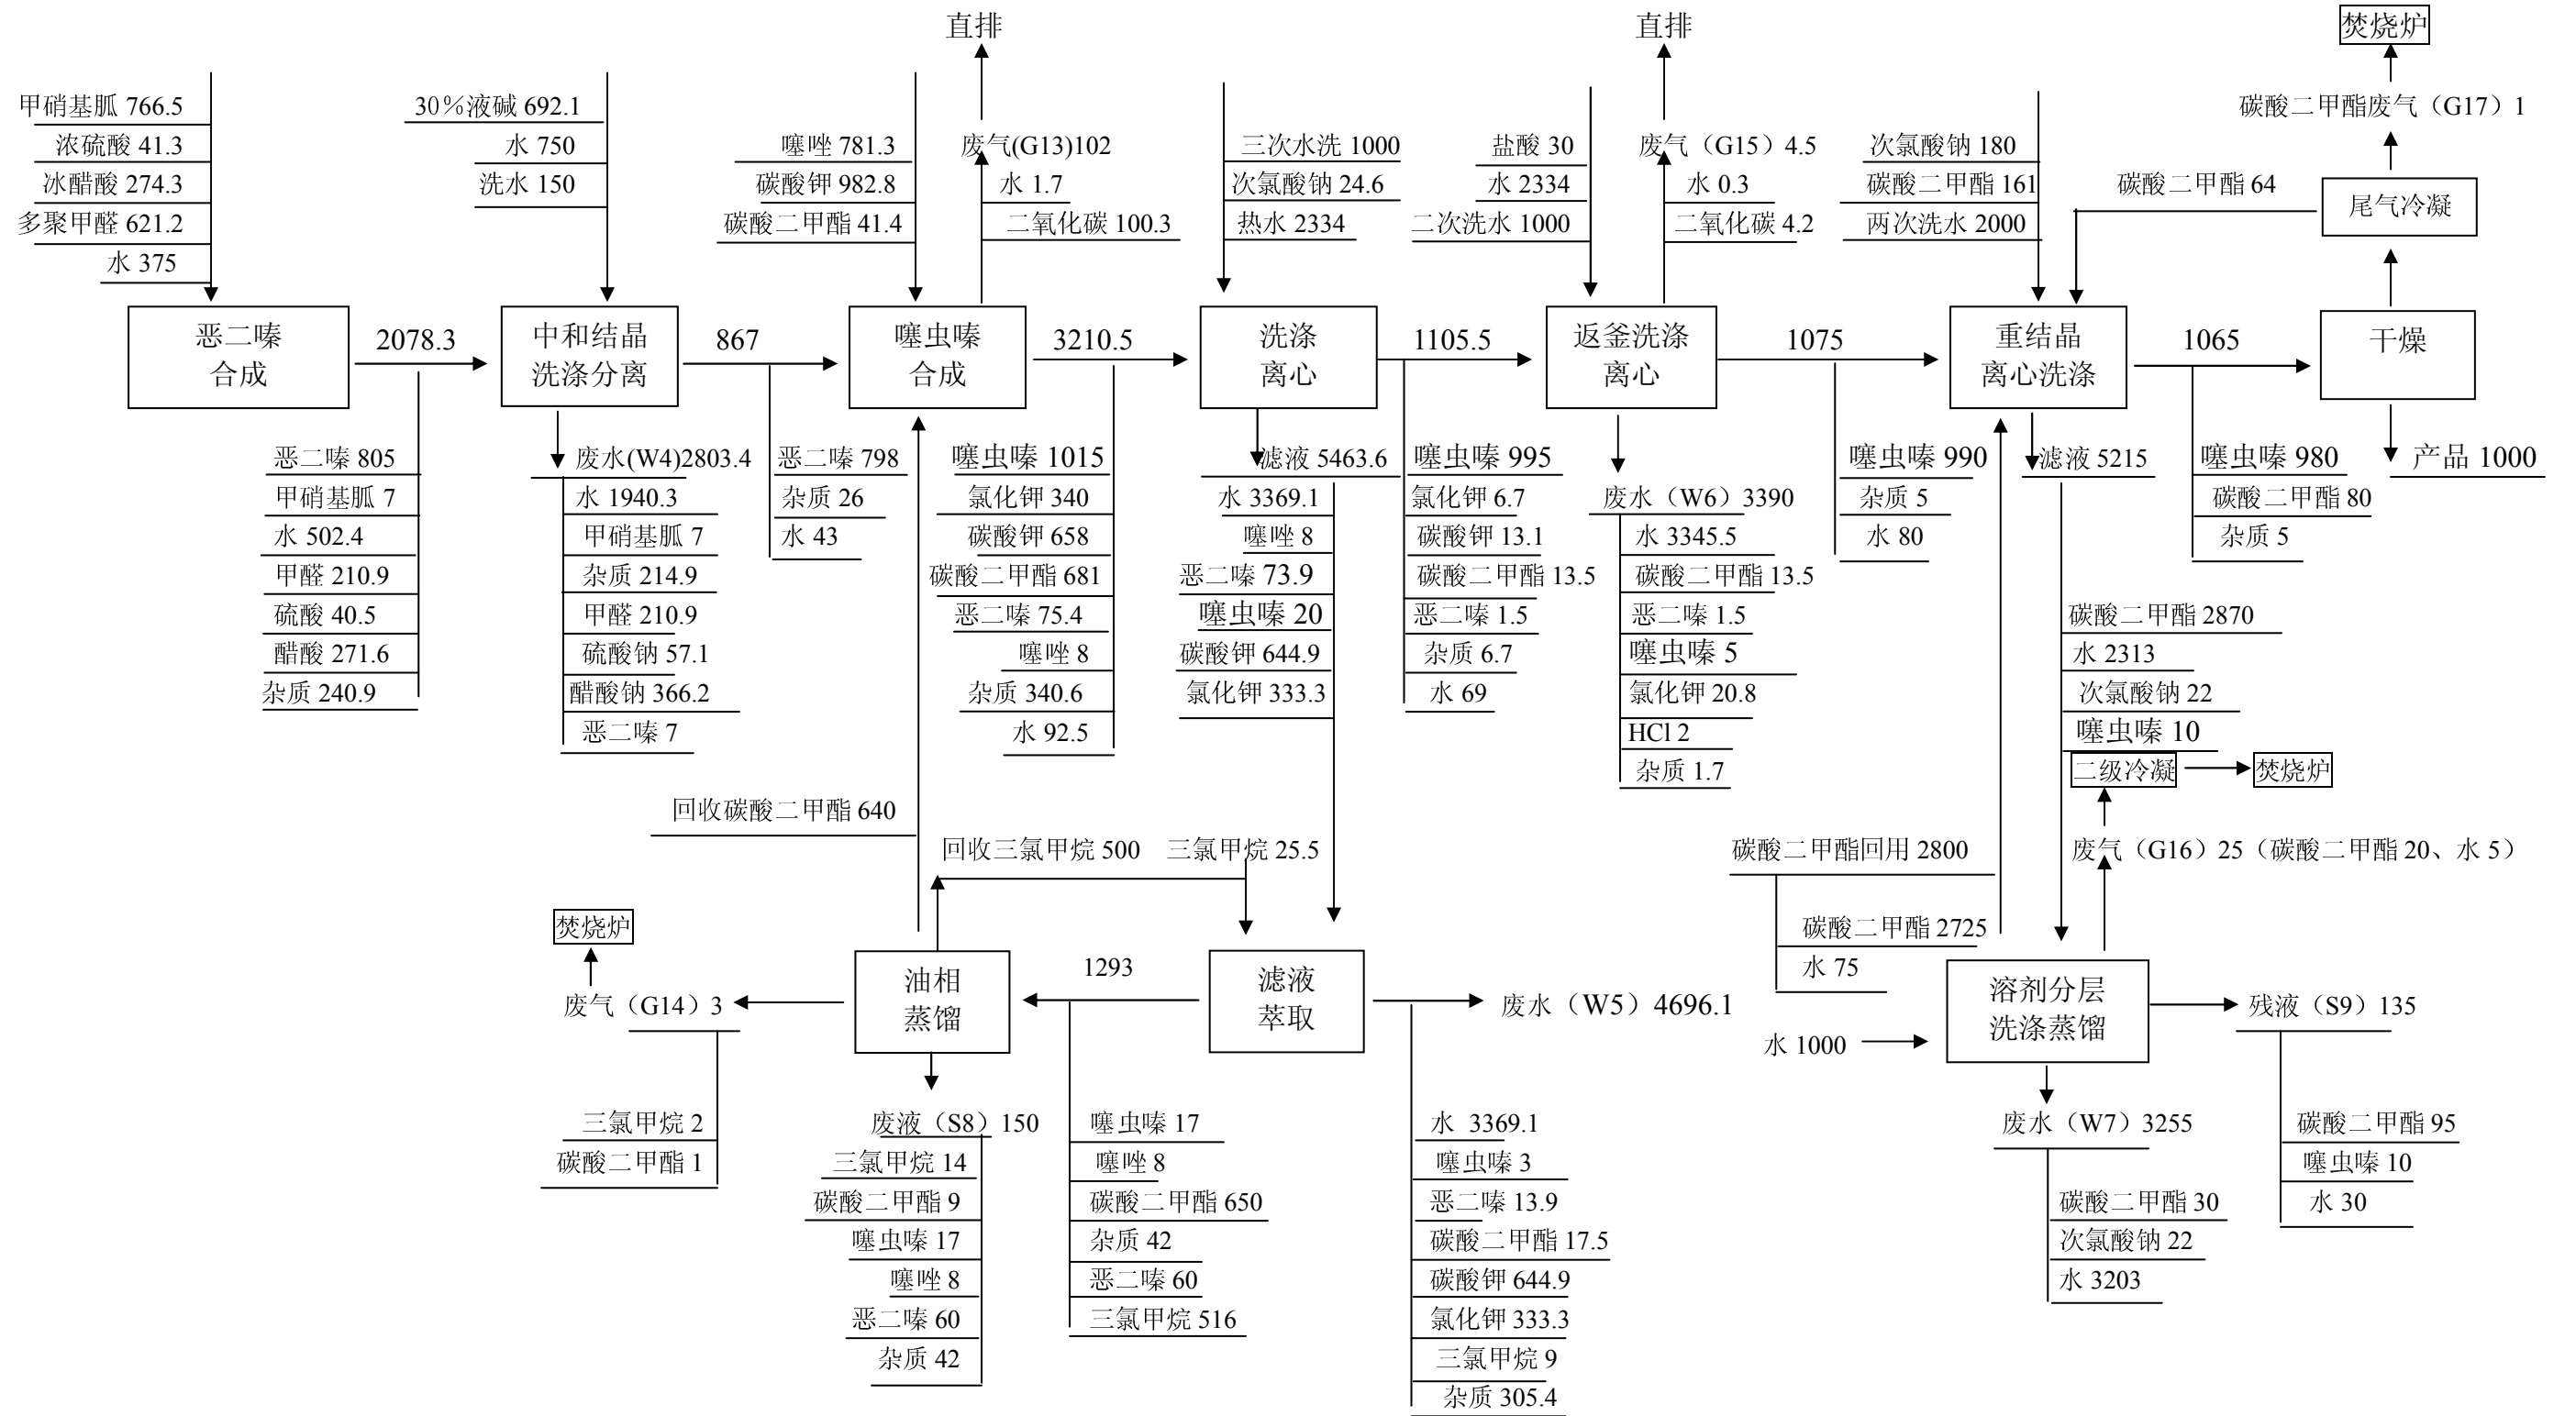 直排
直排
焚烧炉
甲硝基胍 766.5
浓硫酸 41.3
冰醋酸 274.3
多聚甲醛 621.2
水 375
30%液碱 692.1
水 750
洗水 150
噻唑 781.3
碳酸钾 982.8
碳酸二甲酯 41.4
废气(G13)102
水 1.7
二氧化碳 100.3
三次水洗 1000
次氯酸钠 24.6
热水 2334
盐酸 30
水 2334
二次洗水 1000
废气（G15）4.5
水 0.3
二氧化碳 4.2
次氯酸钠 180
碳酸二甲酯 161
两次洗水 2000
碳酸二甲酯废气（G17）1
碳酸二甲酯 64
尾气冷凝
恶二嗪
合成
2078.3
中和结晶
洗涤分离
867
噻虫嗪
合成
3210.5
洗涤
离心
1105.5
返釜洗涤
离心
1075
重结晶
离心洗涤
1065
干燥
恶二嗪 805
甲硝基胍 7
水 502.4
甲醛 210.9
硫酸 40.5
醋酸 271.6
杂质 240.9
废水(W4)2803.4
水 1940.3
甲硝基胍 7
杂质 214.9
甲醛 210.9
硫酸钠 57.1
醋酸钠 366.2
恶二嗪 7
恶二嗪 798
杂质 26
水 43
噻虫嗪 1015
氯化钾 340
碳酸钾 658
碳酸二甲酯 681
恶二嗪 75.4
噻唑 8
杂质 340.6
水 92.5
滤液 5463.6
水 3369.1
噻唑 8
恶二嗪 73.9
噻虫嗪 20
碳酸钾 644.9
氯化钾 333.3
噻虫嗪 995
氯化钾 6.7
碳酸钾 13.1
碳酸二甲酯 13.5
恶二嗪 1.5
杂质 6.7
水 69
废水（W6）3390
水 3345.5
碳酸二甲酯 13.5
恶二嗪 1.5
噻虫嗪 5
氯化钾 20.8
HCl 2
杂质 1.7
噻虫嗪 990
杂质 5
水 80
滤液 5215
碳酸二甲酯 2870
水 2313
次氯酸钠 22
噻虫嗪 10
噻虫嗪 980
碳酸二甲酯 80
杂质 5
产品 1000
二级冷凝
焚烧炉
回收碳酸二甲酯 640
回收三氯甲烷 500
三氯甲烷 25.5
碳酸二甲酯回用 2800
碳酸二甲酯 2725
水 75
废气（G16）25（碳酸二甲酯 20、水 5）
焚烧炉
废气（G14）3
三氯甲烷 2
碳酸二甲酯 1
油相
蒸馏
1293
滤液
萃取
废水（W5）4696.1
水 1000
溶剂分层
洗涤蒸馏
残液（S9）135
废液（S8）150
三氯甲烷 14
碳酸二甲酯 9
噻虫嗪 17
噻唑 8
恶二嗪 60
杂质 42
噻虫嗪 17
噻唑 8
碳酸二甲酯 650
杂质 42
恶二嗪 60
三氯甲烷 516
水 3369.1
噻虫嗪 3
恶二嗪 13.9
碳酸二甲酯 17.5
碳酸钾 644.9
氯化钾 333.3
三氯甲烷 9
杂质 305.4
废水（W7）3255
碳酸二甲酯 30
次氯酸钠 22
水 3203
碳酸二甲酯 95
噻虫嗪 10
水 30